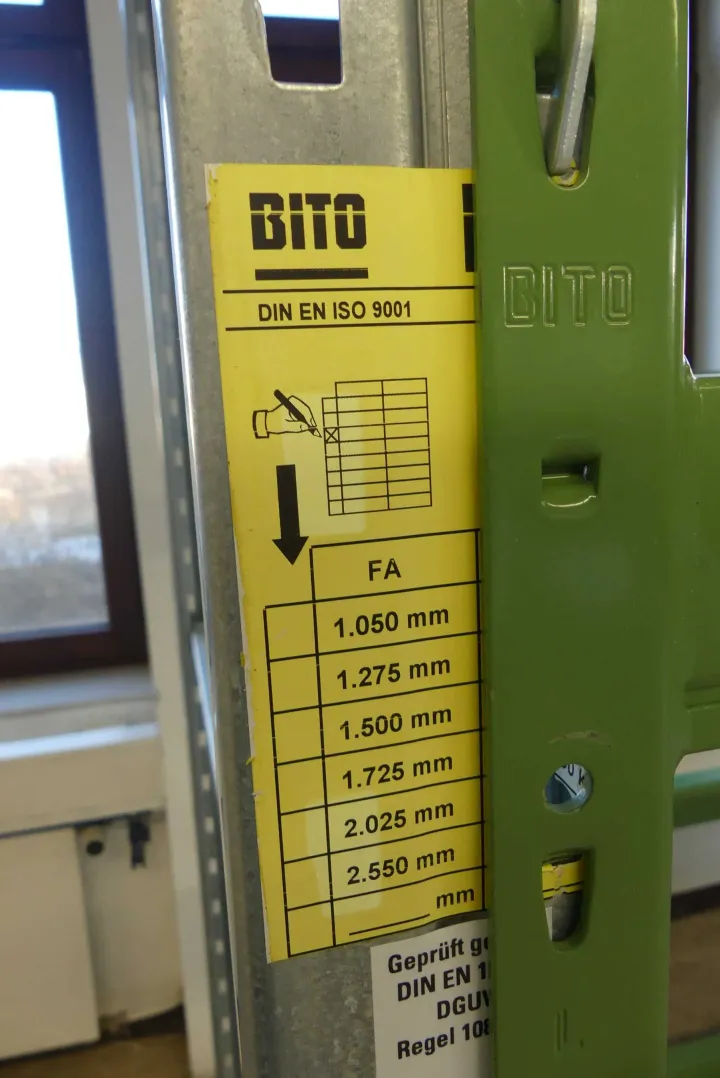 BITO
DIN EN ISO 9001
FA
1.050 mm
1.275 mm
1.500 mm
1.725 mm
2.025 mm
2.550 mm
mm
Geprüft
DIN EN
DGUV
Regel
BITO
L